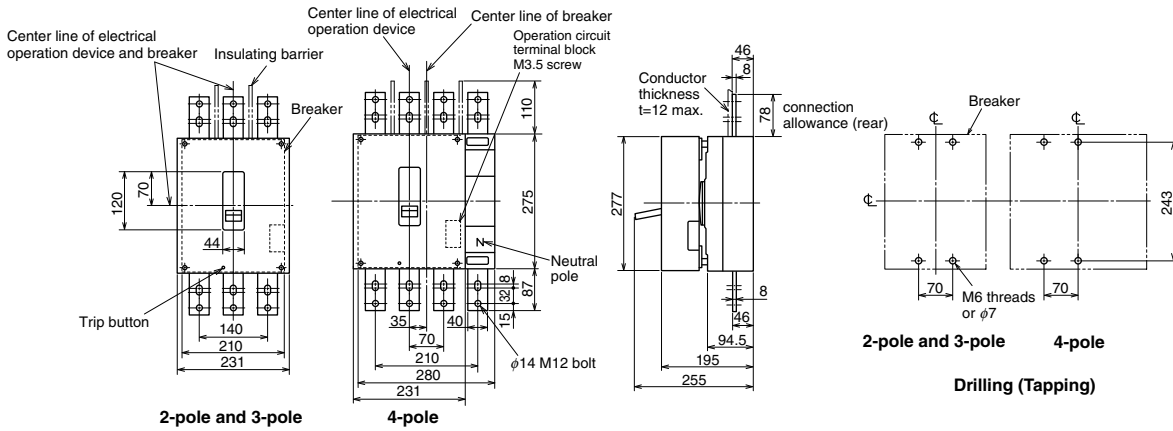 Center line of electrical
operation device and breaker
Insulating barrier
Breaker
120
70
44
Trip button
140
210
231
2-pole and 3-pole
Center line of electrical
operation device
Center line of breaker
Operation circuit
terminal block
M3.5 screw
110
275
87
8
32
15
N
Neutral
pole
35
40
70
210
280
231
φ14 M12 bolt
4-pole
46
8
Conductor
thickness
t=12 max.
78
connection
allowance (rear)
277
8
46
94.5
195
255
Breaker
℄
℄
℄
243
70
70
M6 threads
or φ7
2-pole and 3-pole
4-pole
Drilling (Tapping)